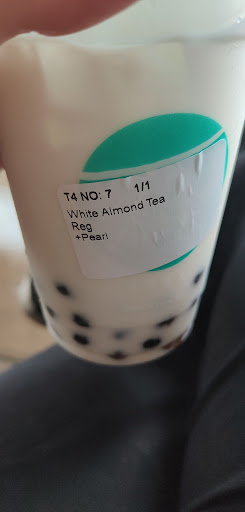 T4 NO: 7 1/1
White Almond Tea
Reg
+Pearl